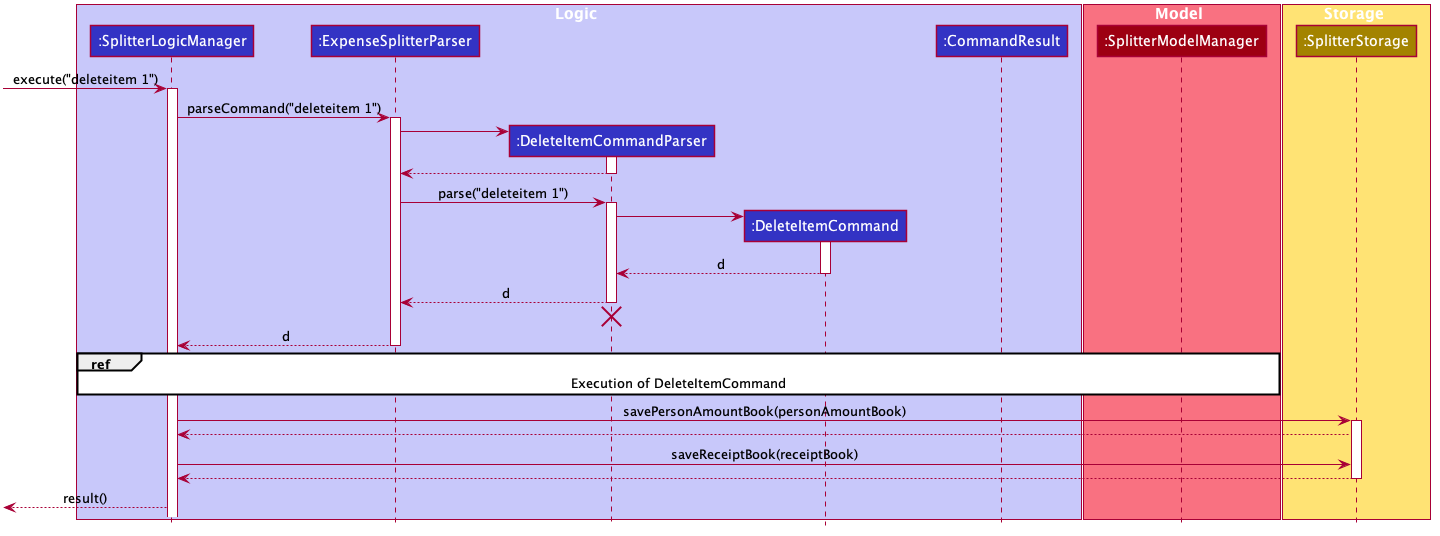 Logic
Model
Storage
:SplitterLogicManager
:ExpenseSplitterParser
:CommandResult
:SplitterModelManager
:SplitterStorage
execute("deleteitem 1")
parseCommand("deleteitem 1")
:DeleteItemCommandParser
parse("deleteitem 1")
:DeleteItemCommand
d
d
d
ref
Execution of DeleteItemCommand
savePersonAmountBook(personAmountBook)
saveReceiptBook(receiptBook)
result()